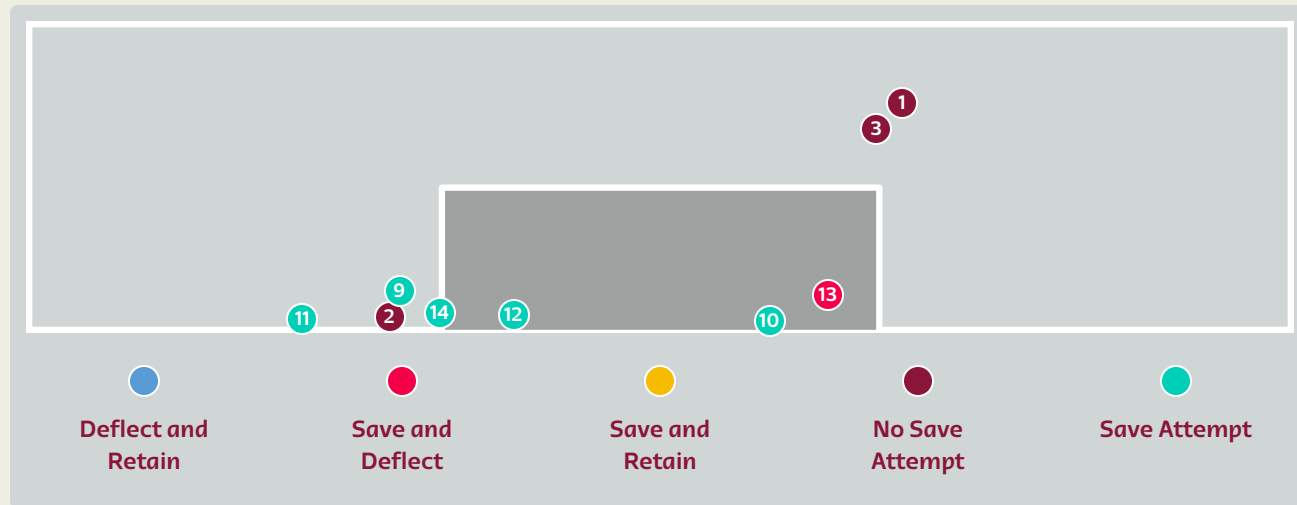 1
3
9
13
11
2
14
12
10
Deflect and
Retain
Save and
Deflect
Save and
Retain
No Save
Attempt
Save Attempt